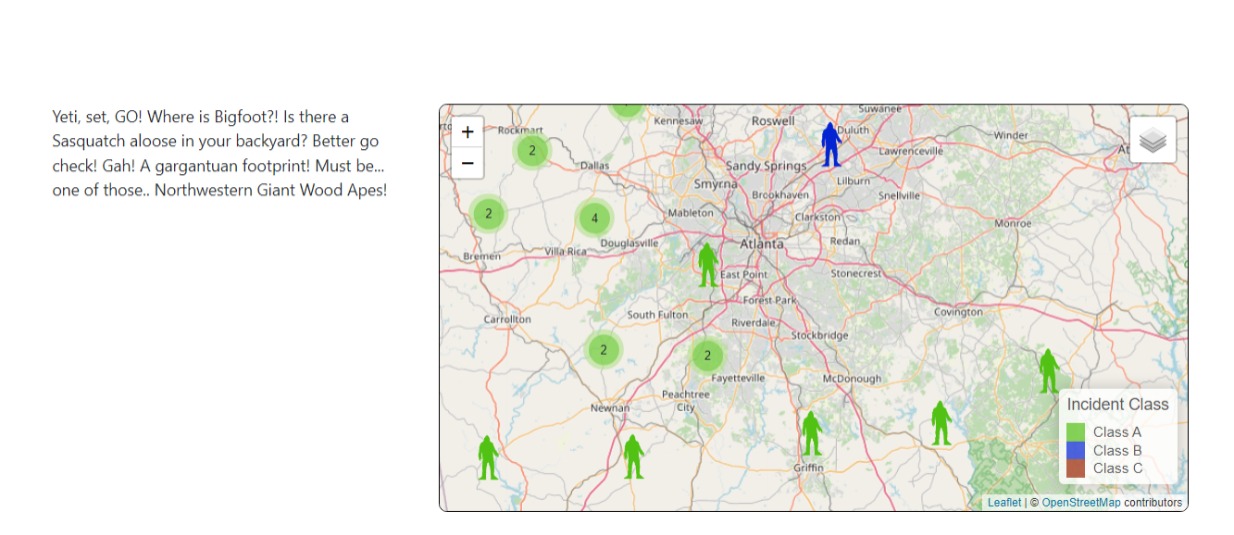 Yeti, set, GO! Where is Bigfoot?! Is there a
Sasquatch aloose in your backyard? Better go
check! Gah! A gargantuan footprint! Must be...
one of those.. Northwestern Giant Wood Apes!
+
−
Suwanee
Kennesaw
Roswell
Rockmart
Duluth
Winder
2
Dallas
Sandy Springs
Lawrenceville
Smyrna
Lilburn
Brookhaven
Snellville
2
4
Mableton
Clarkston
Monroe
Douglasville
Atlanta
Redan
Villa Rica
Bremen
East Point
Stonecrest
Forest Park
Carrollton
South Fulton
Riverdale
Covington
Stockbridge
2
2
Fayetteville
McDonough
Peachtree
City
Newnan
Griffin
Incident Class
Class A
Class B
Class C
Leaflet | © OpenStreetMap contributors